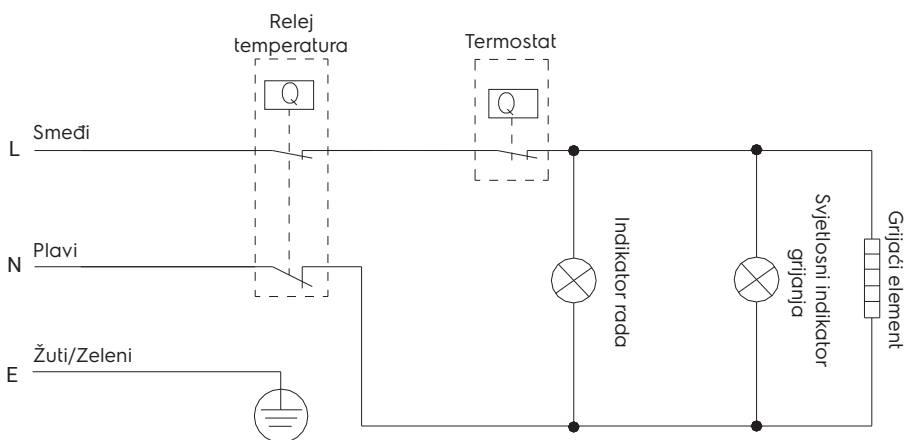 Relej
temperatura
Termostat
Q
Q
L
Smeđi
N
Plavi
E
Žuti/Zeleni
Indikator rada
Svjetlosni indikator
grijanja
Grijaći element